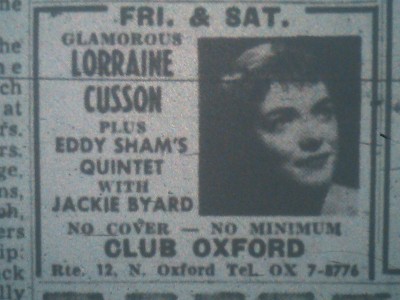 FRI. & SAT.
GLAMOROUS
LORRAINE
CUSSON
PLUS
EDDY SHAM'S
QUINTET
WITH
JACKIE BYARD
NO COVER — NO MINIMUM
CLUB OXFORD
Rte. 12, N. Oxford Tel. OX 7-8776